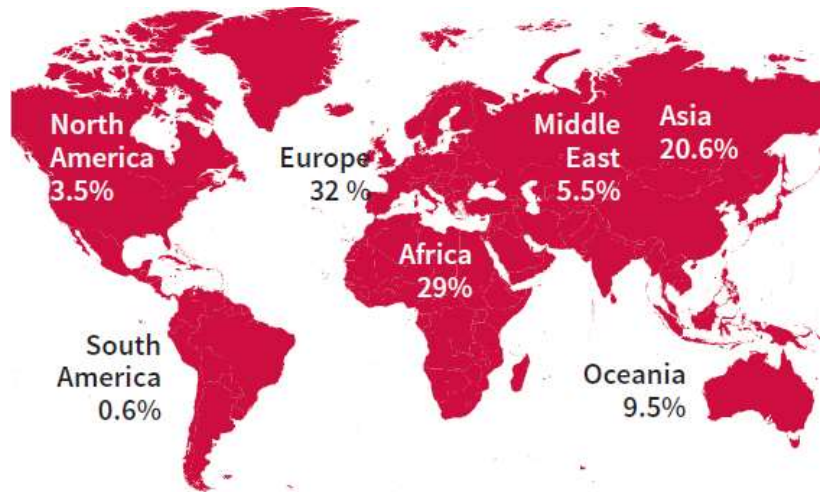 North
America
3.5%
Europe
32 %
Middle
East
5.5%
Asia
20.6%
Africa
29%
South
America
0.6%
Oceania
9.5%